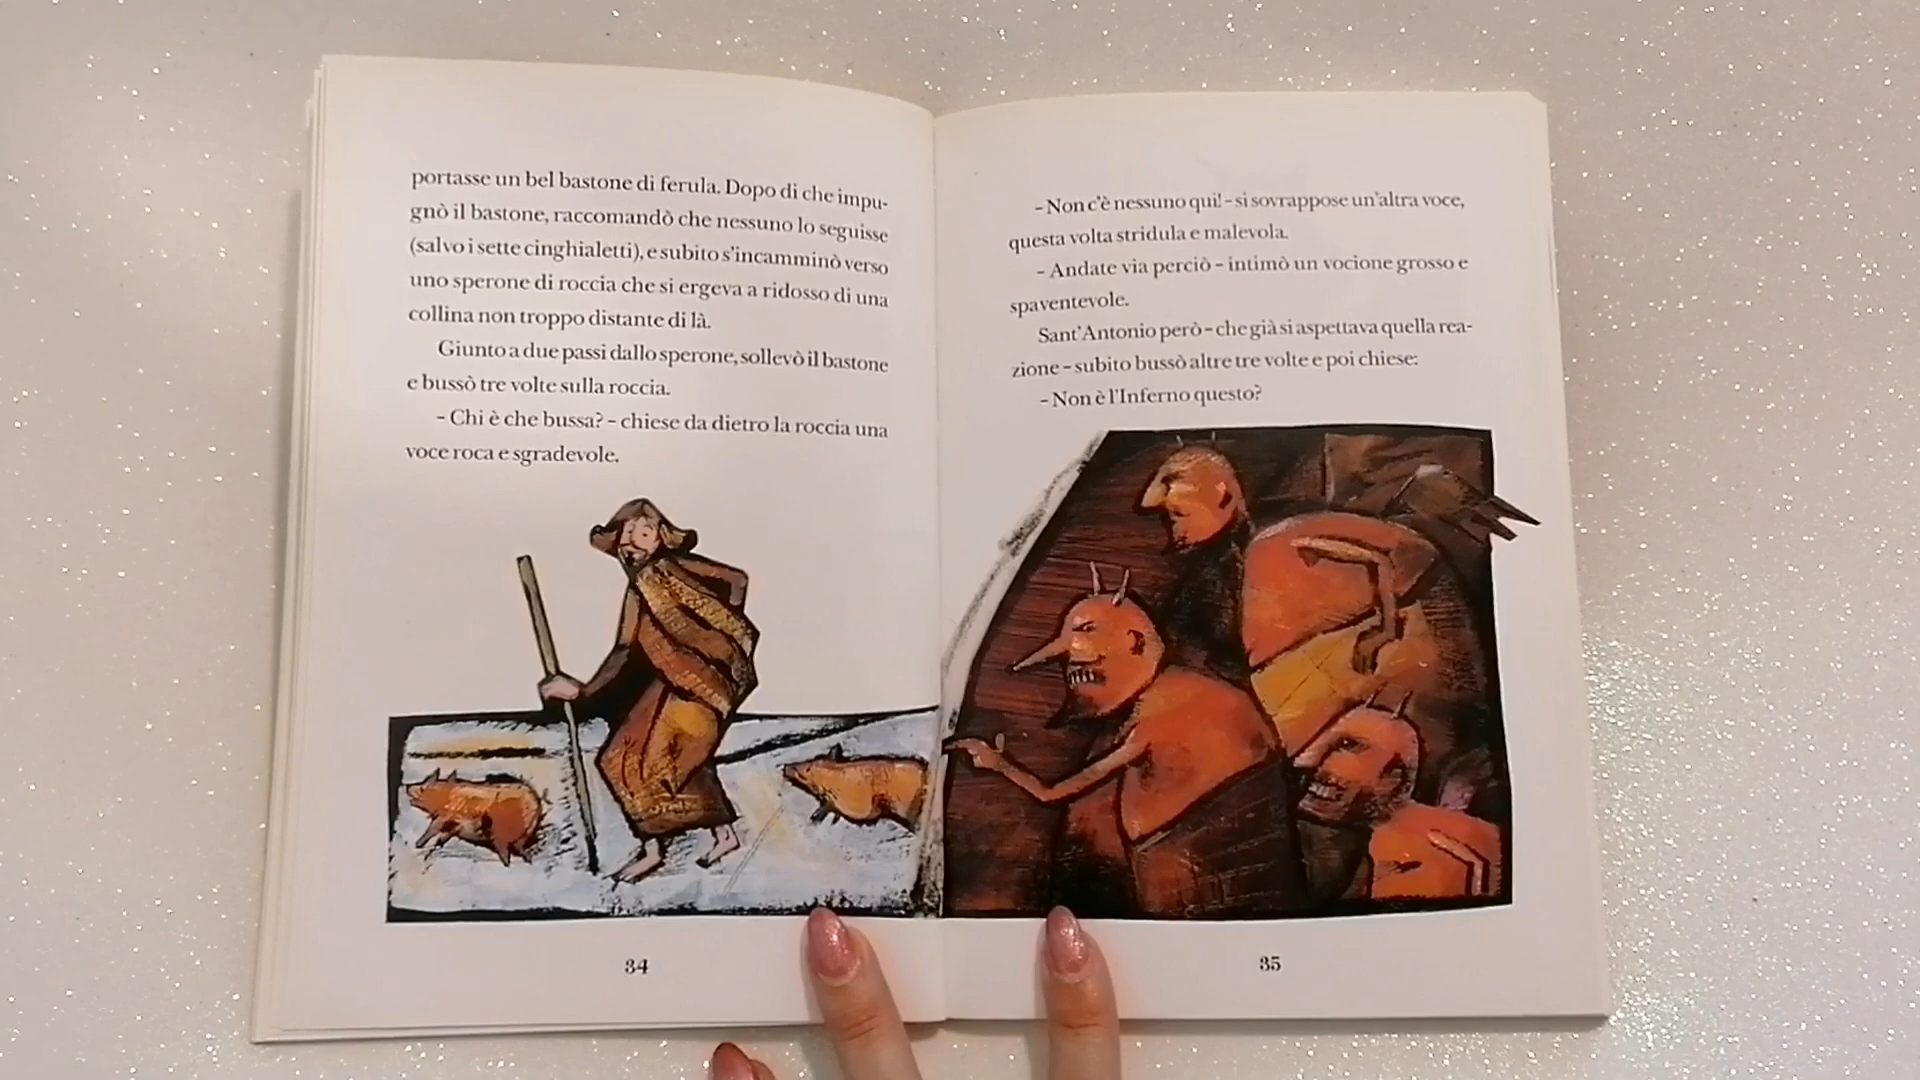 portasse un bel bastone di ferula. Dopo di che impu-
gnò il bastone, raccomandò che nessuno lo seguisse
(salvo i sette cinghialetti), e subito s'incamminò verso
uno sperone di roccia che si ergeva a ridosso di una
collina non troppo distante di là.
Giunto a due passi dallo sperone, sollevò il bastone
e bussò tre volte sulla roccia.
– Chi è che bussa? – chiese da dietro la roccia una
voce roca e sgradevole.
34
– Non c'è nessuno qui! – si sovrappose un'altra voce,
questa volta stridula e malevola.
– Andate via perciò – intimò un vocione grosso e
spaventevole.
Sant'Antonio però – che già si aspettava quella rea-
zione – subito bussò altre tre volte e poi chiese:
– Non è l'Inferno questo?
35